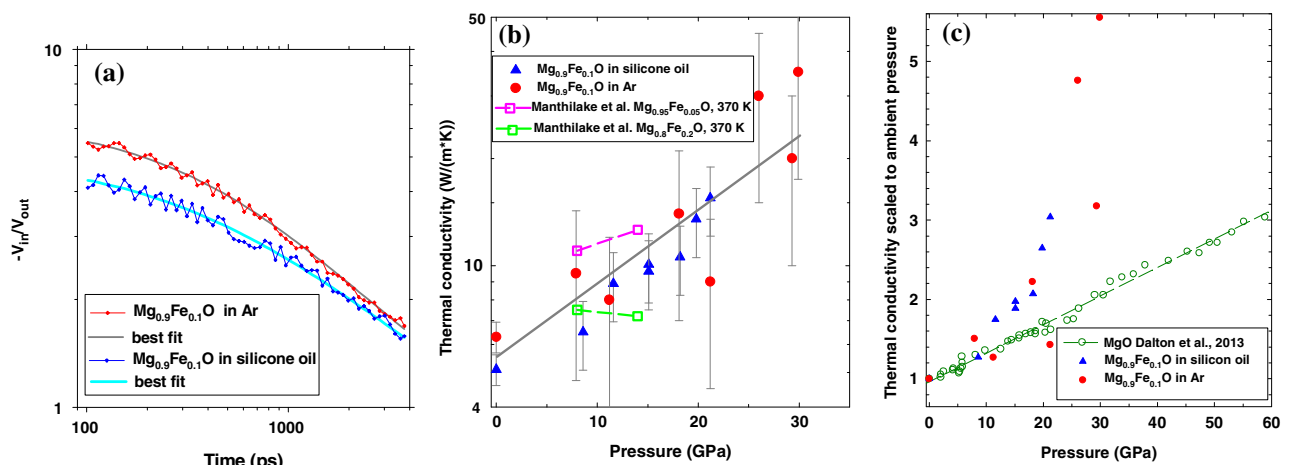 (a)
10
1
-Vin/Vout
100
1000
Time (ps)
Mg0.9Fe0.1O in Ar
best fit
Mg0.9Fe0.1O in silicone oil
best fit
(b)
50
10
4
Thermal conductivity (W/(m*K))
0
10
20
30
Pressure (GPa)
Mg0.9Fe0.1O in silicone oil
Mg0.9Fe0.1O in Ar
Manthilake et al. Mg0.95Fe0.05O, 370 K
Manthilake et al. Mg0.8Fe0.2O, 370 K
(c)
5
4
3
2
1
Thermal conductivity scaled to ambient pressure
0
10
20
30
40
50
60
Pressure (GPa)
MgO Dalton et al., 2013
Mg0.9Fe0.1O in silicon oil
Mg0.9Fe0.1O in Ar